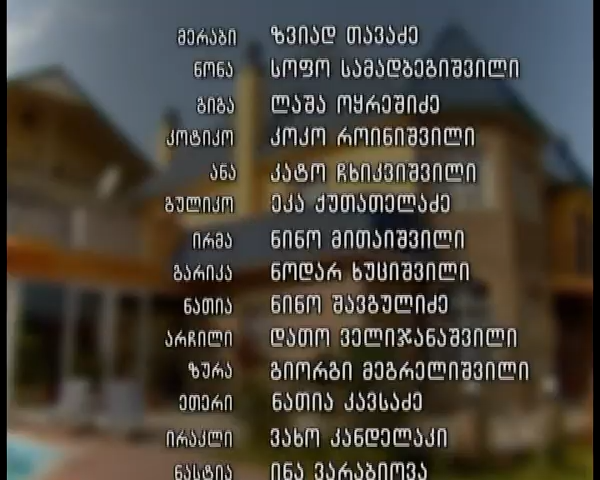 მერაბი ზვიად თავაძე
ნონა სოფო სამადბეგიშვილი
გიგა ლაშა ოყრეშიძე
კოტიკო კოკო როინიშვილი
ანა კატო ჩხიკვიშვილი
გულიკო ეკა ქუთათელაძე
ირმა ნინო მითაიშვილი
გარიკა ნოდარ ხუციშვილი
ნათია ნინო შავგულიძე
არჩილი დათო ველიჯანაშვილი
ზურა გიორგი მეგრელიშვილი
ეთერი ნათია კავსაძე
ირაკლი ვახო კანდელაკი
ნასტია ინა ვარაბიოვა